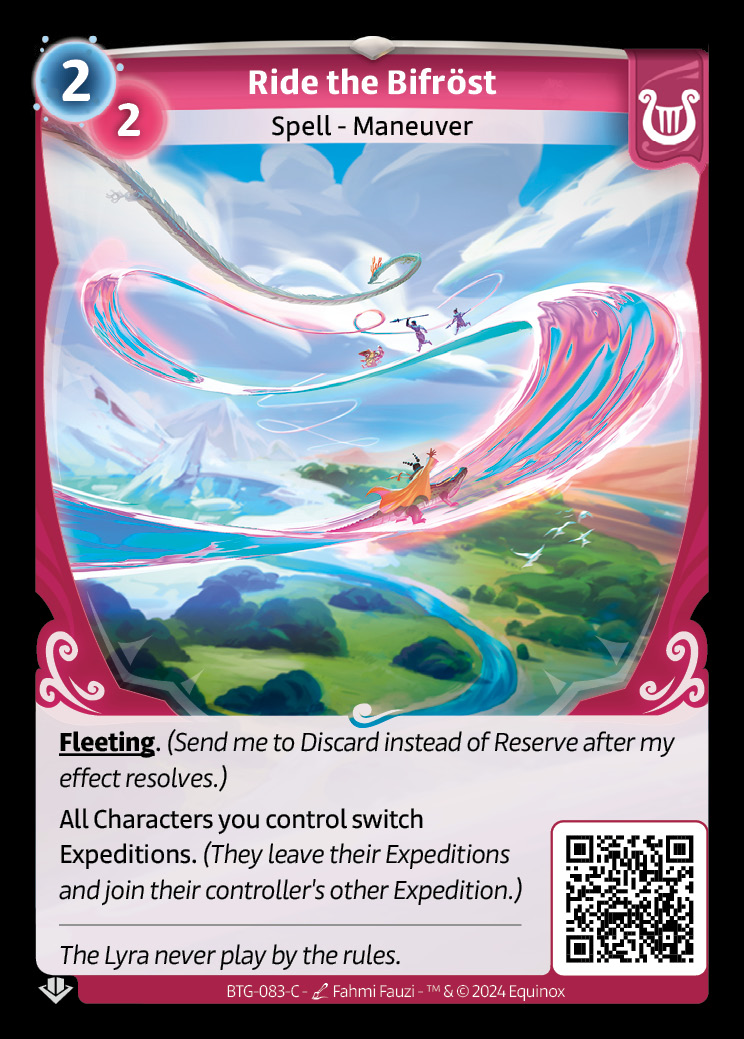 2
2
Ride the Bifröst
Spell - Maneuver
Fleeting. (Send me to Discard instead of Reserve after my
effect resolves.)
All Characters you control switch
Expeditions. (They leave their Expeditions
and join their controller's other Expedition.)
The Lyra never play by the rules.
BTG-083-C - Fahmi Fauzi - ™ & © 2024 Equinox